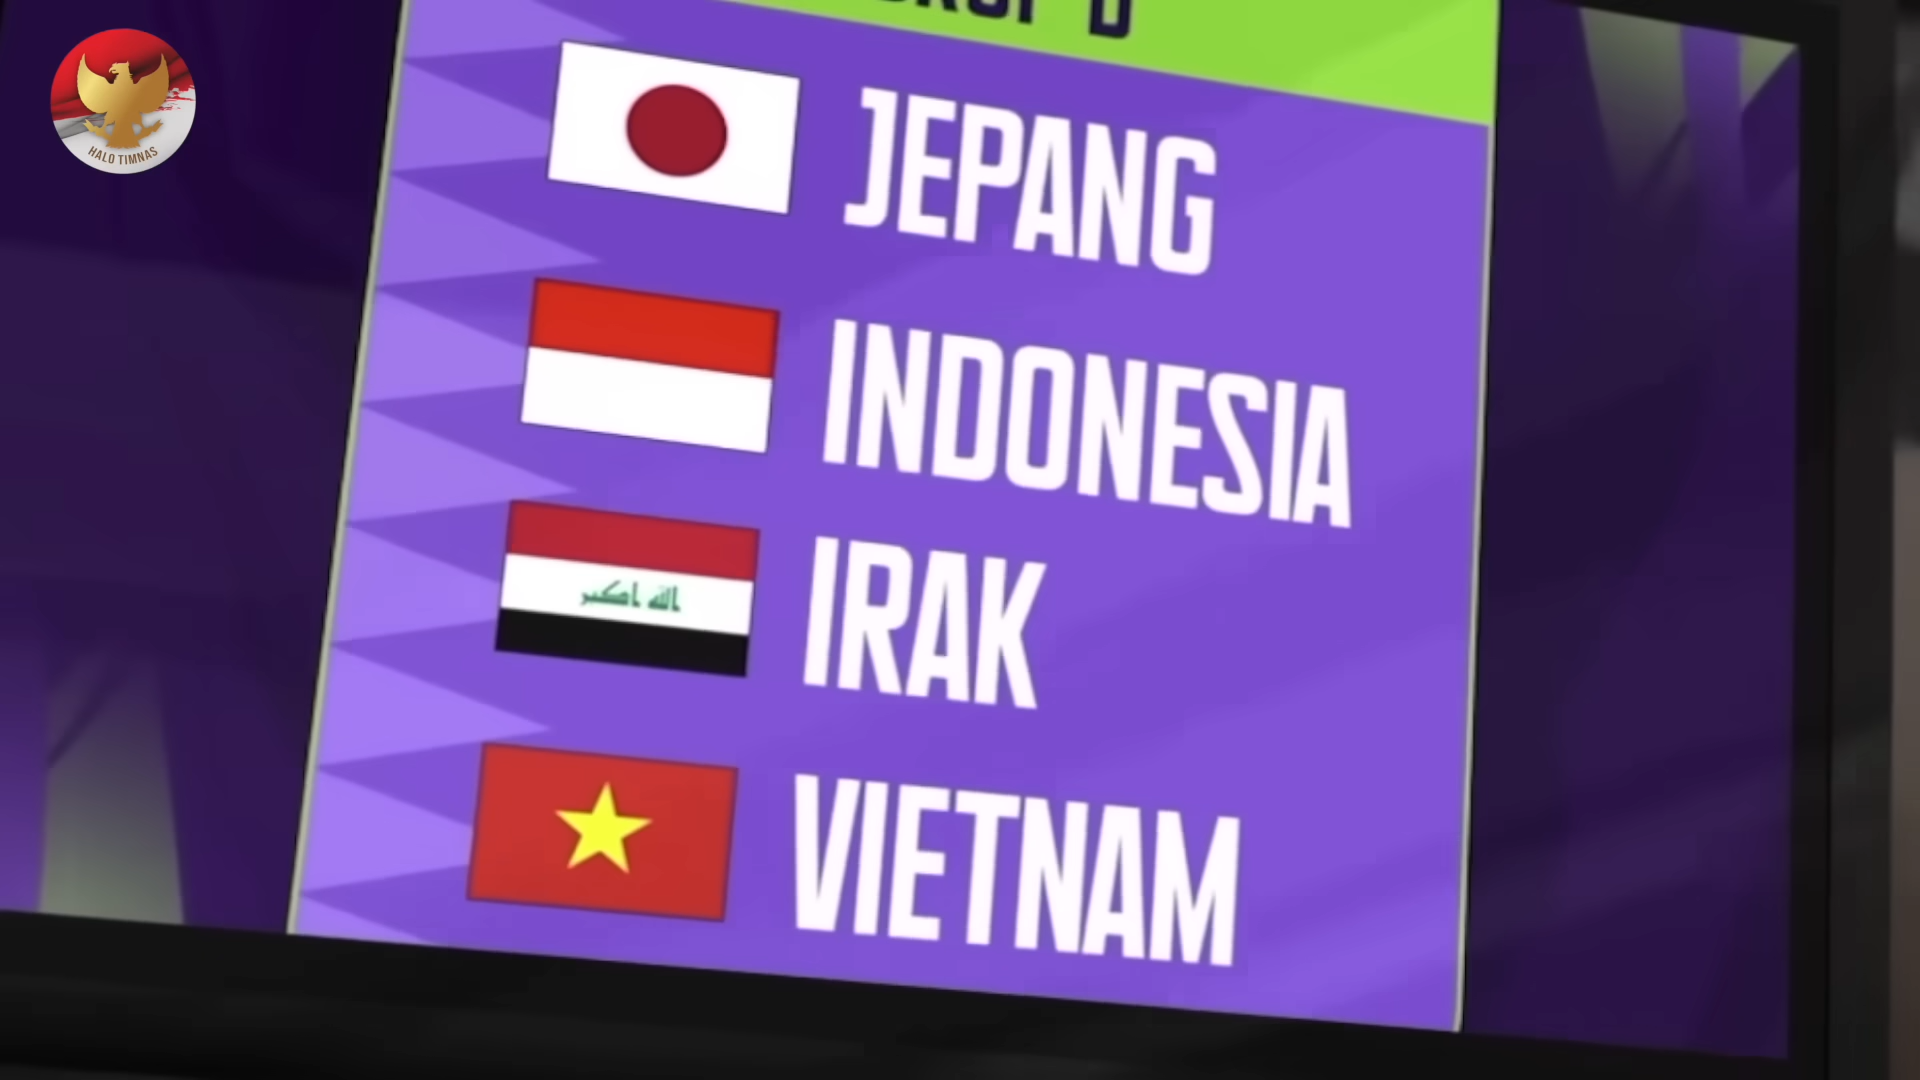 HALO TIMNAS
D
JEPANG
INDONESIA
IRAK
الله اكبر
VIETNAM